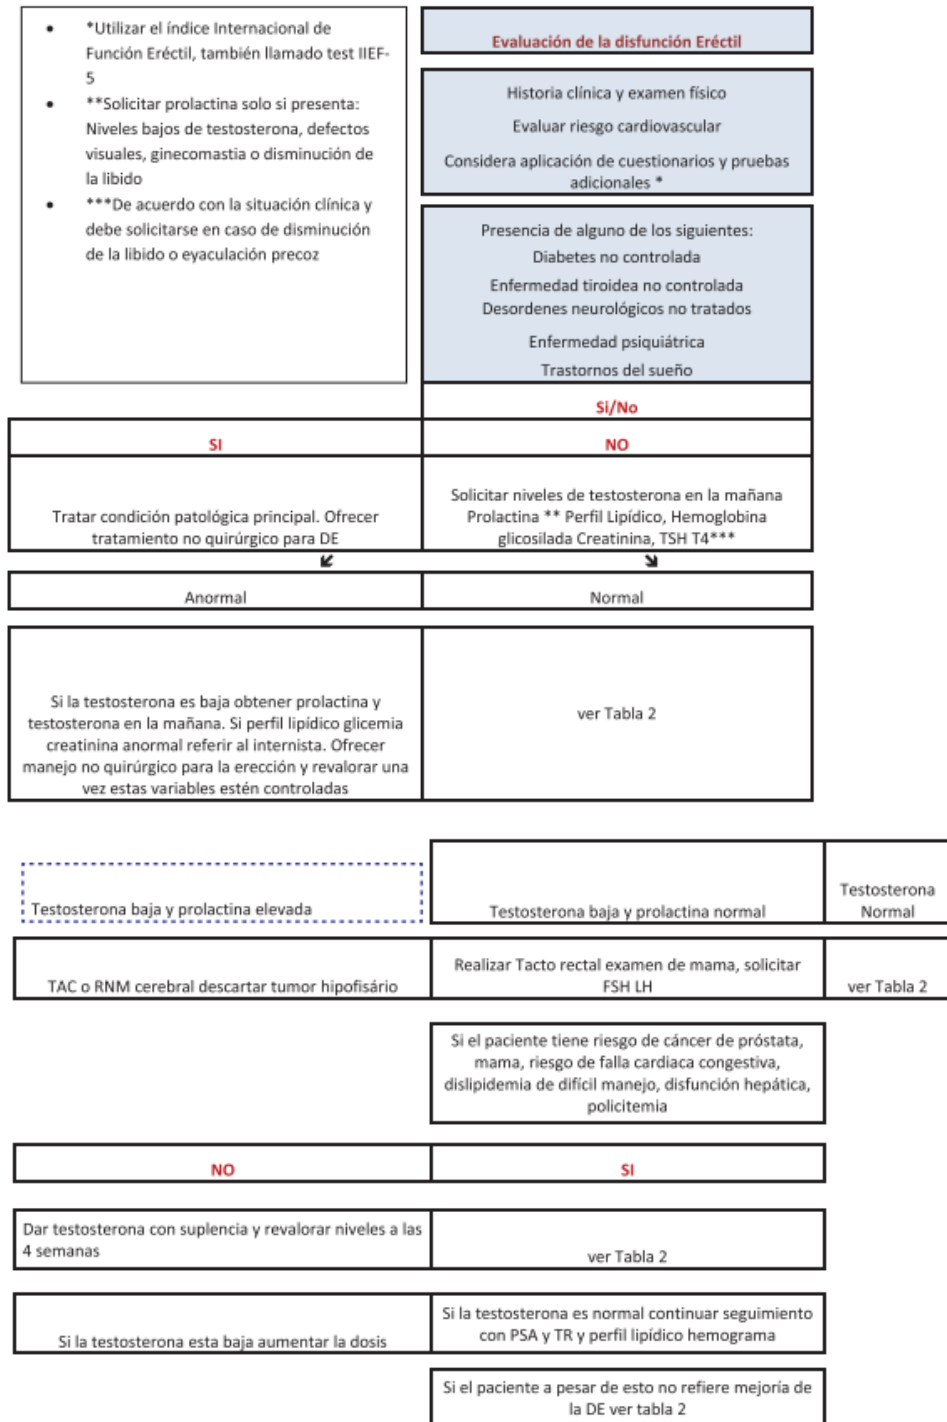 • *Utilizar el índice Internacional de
Función Eréctil, también llamado test IIEF-
5
• **Solicitar prolactina solo si presenta:
Niveles bajos de testosterona, defectos
visuales, ginecomastia o disminución de
la libido
• ***De acuerdo con la situación clínica y
debe solicitarse en caso de disminución
de la libido o eyaculación precoz
Evaluación de la disfunción Eréctil
Historia clínica y examen físico
Evaluar riesgo cardiovascular
Considera aplicación de cuestionarios y pruebas
adicionales *
Presencia de alguno de los siguientes:
Diabetes no controlada
Enfermedad tiroidea no controlada
Desordenes neurológicos no tratados
Enfermedad psiquiátrica
Trastornos del sueño
Si/No
SI
NO
Tratar condición patológica principal. Ofrecer
tratamiento no quirúrgico para DE
Solicitar niveles de testosterona en la mañana
Prolactina ** Perfil Lipídico, Hemoglobina
glicosilada Creatinina, TSH T4***
Anormal
Normal
Si la testosterona es baja obtener prolactina y
testosterona en la mañana. Si perfil lipídico glicemia
creatinina anormal referir al internista. Ofrecer
manejo no quirúrgico para la erección y revalorar una
vez estas variables estén controladas
ver Tabla 2
Testosterona baja y prolactina elevada
Testosterona baja y prolactina normal
Testosterona
Normal
TAC o RNM cerebral descartar tumor hipofisário
Realizar Tacto rectal examen de mama, solicitar
FSH LH
ver Tabla 2
Si el paciente tiene riesgo de cáncer de próstata,
mama, riesgo de falla cardiaca congestiva,
dislipidemia de difícil manejo, disfunción hepática,
policitemia
NO
SI
Dar testosterona con suplencia y revalorar niveles a las
4 semanas
ver Tabla 2
Si la testosterona esta baja aumentar la dosis
Si la testosterona es normal continuar seguimiento
con PSA y TR y perfil lipídico hemograma
Si el paciente a pesar de esto no refiere mejoría de
la DE ver tabla 2